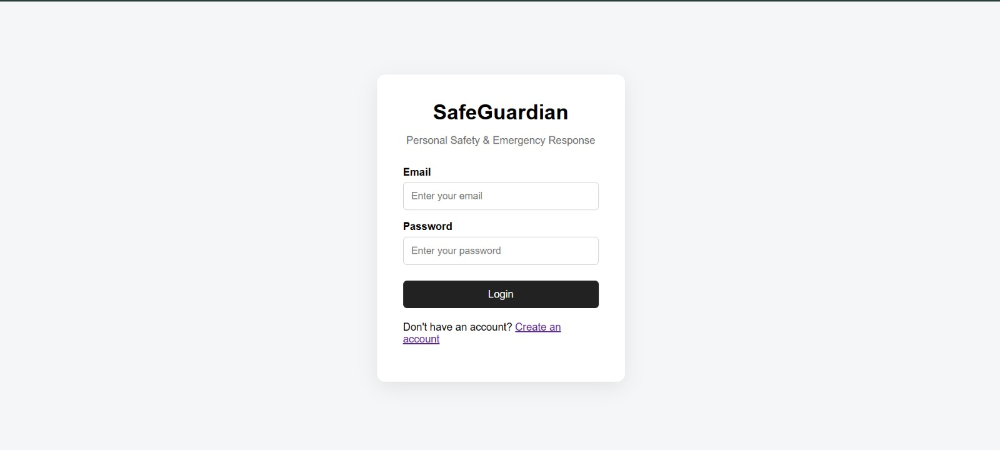 SafeGuardian
Personal Safety & Emergency Response
Email
Enter your email
Password
Enter your password
Login
Don't have an account? Create an
account